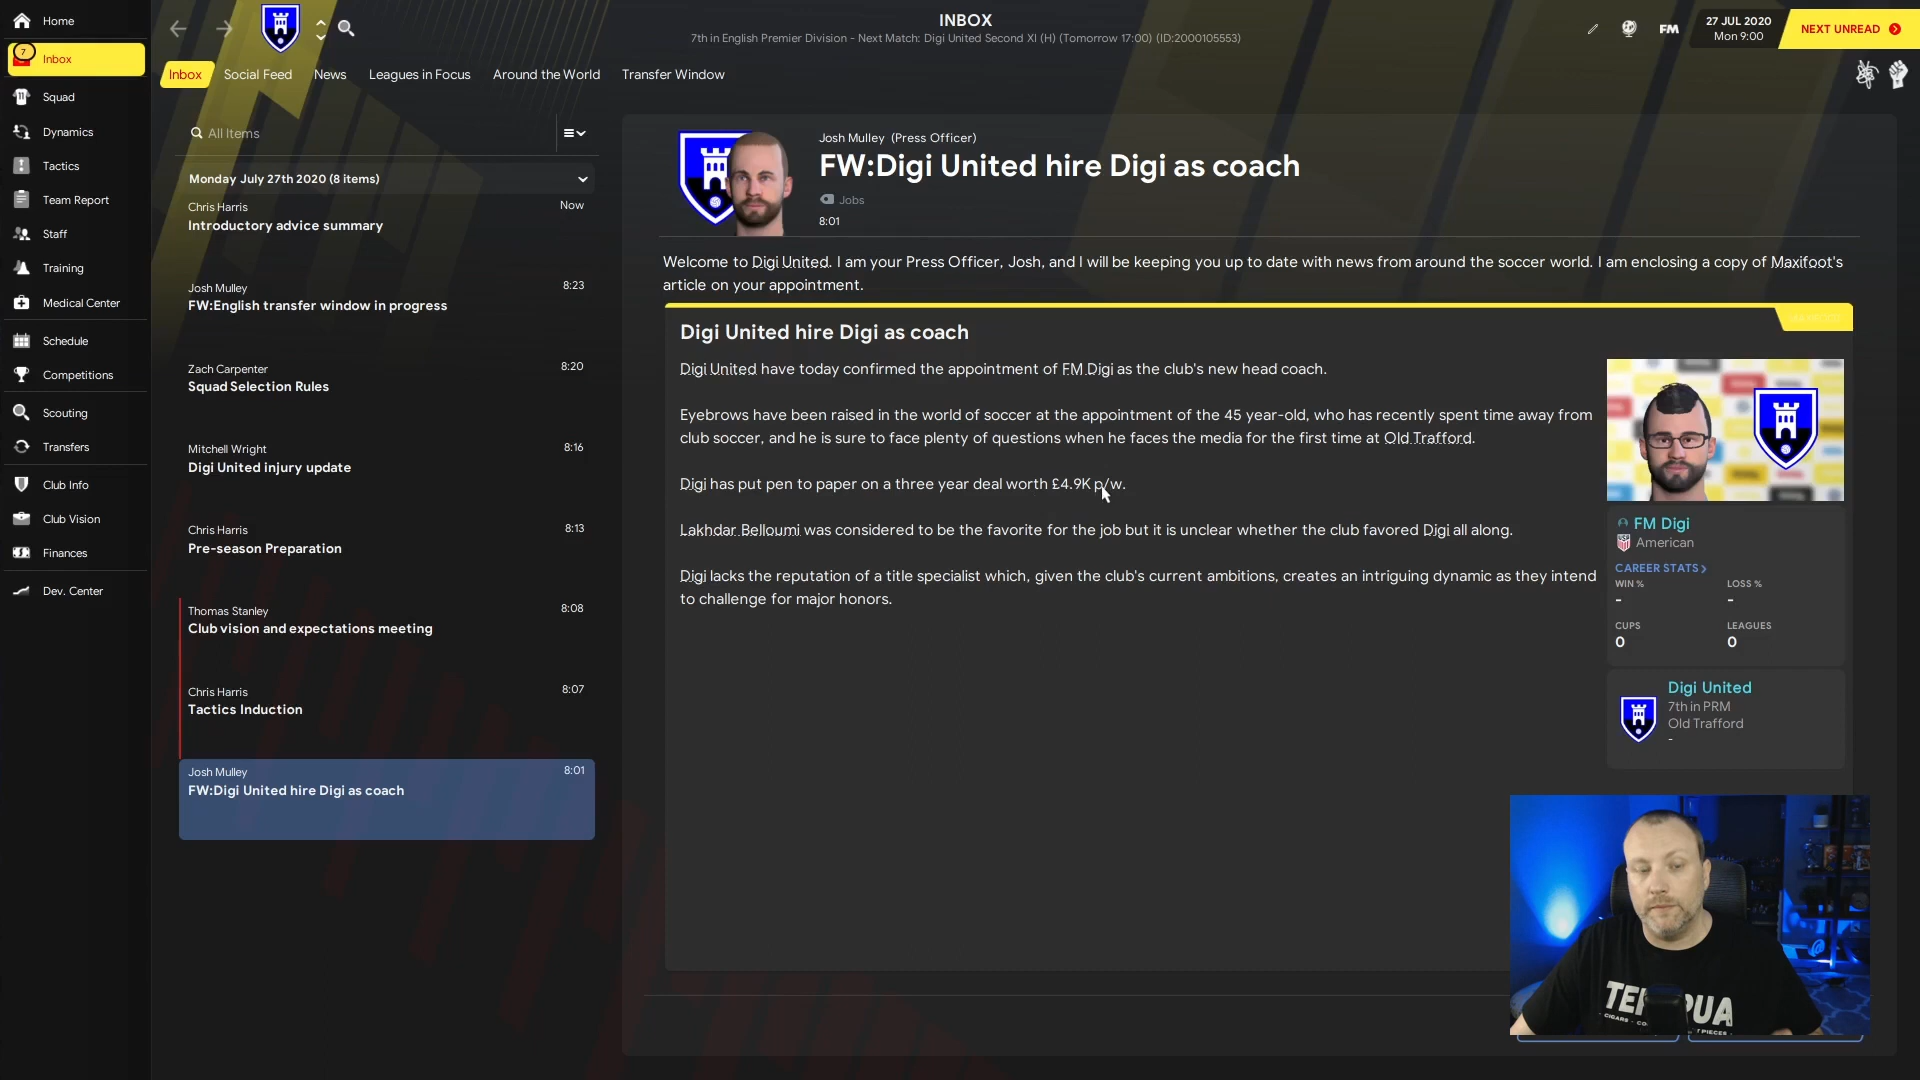 Home
Inbox
7
Squad
Dynamics
Tactics
Team Report
Staff
Training
Medical Center
Schedule
Competitions
Scouting
Transfers
Club Info
Club Vision
Finances
Dev. Center
INBOX
7th in English Premier Division - Next Match: Digi United Second XI (H) (Tomorrow 17:00) (ID:2000105553)
FM
27 JUL 2020
Mon 9:00
NEXT UNREAD
Inbox Social Feed News Leagues in Focus Around the World Transfer Window
All Items
Monday July 27th 2020 (8 items)
Chris Harris Now
Introductory advice summary
Josh Mulley 8:23
FW:English transfer window in progress
Zach Carpenter 8:20
Squad Selection Rules
Mitchell Wright 8:16
Digi United injury update
Chris Harris 8:13
Pre-season Preparation
Thomas Stanley 8:08
Club vision and expectations meeting
Chris Harris 8:07
Tactics Induction
Josh Mulley 8:01
FW:Digi United hire Digi as coach
Josh Mulley (Press Officer)
FW:Digi United hire Digi as coach
Jobs
8:01
Welcome to Digi United. I am your Press Officer, Josh, and I will be keeping you up to date with news from around the soccer world. I am enclosing a copy of Maxifoot's
article on your appointment.
Digi United hire Digi as coach
Digi United have today confirmed the appointment of FM Digi as the club's new head coach.
Eyebrows have been raised in the world of soccer at the appointment of the 45 year-old, who has recently spent time away from
club soccer, and he is sure to face plenty of questions when he faces the media for the first time at Old Trafford.
Digi has put pen to paper on a three year deal worth £4.9K p/w.
Lakhdar Belloumi was considered to be the favorite for the job but it is unclear whether the club favored Digi all along.
Digi lacks the reputation of a title specialist which, given the club's current ambitions, creates an intriguing dynamic as they intend
to challenge for major honors.
FM Digi
American
CAREER STATS >
WIN % LOSS %
- -
CUPS LEAGUES
0 0
Digi United
7th in PRM
Old Trafford
-